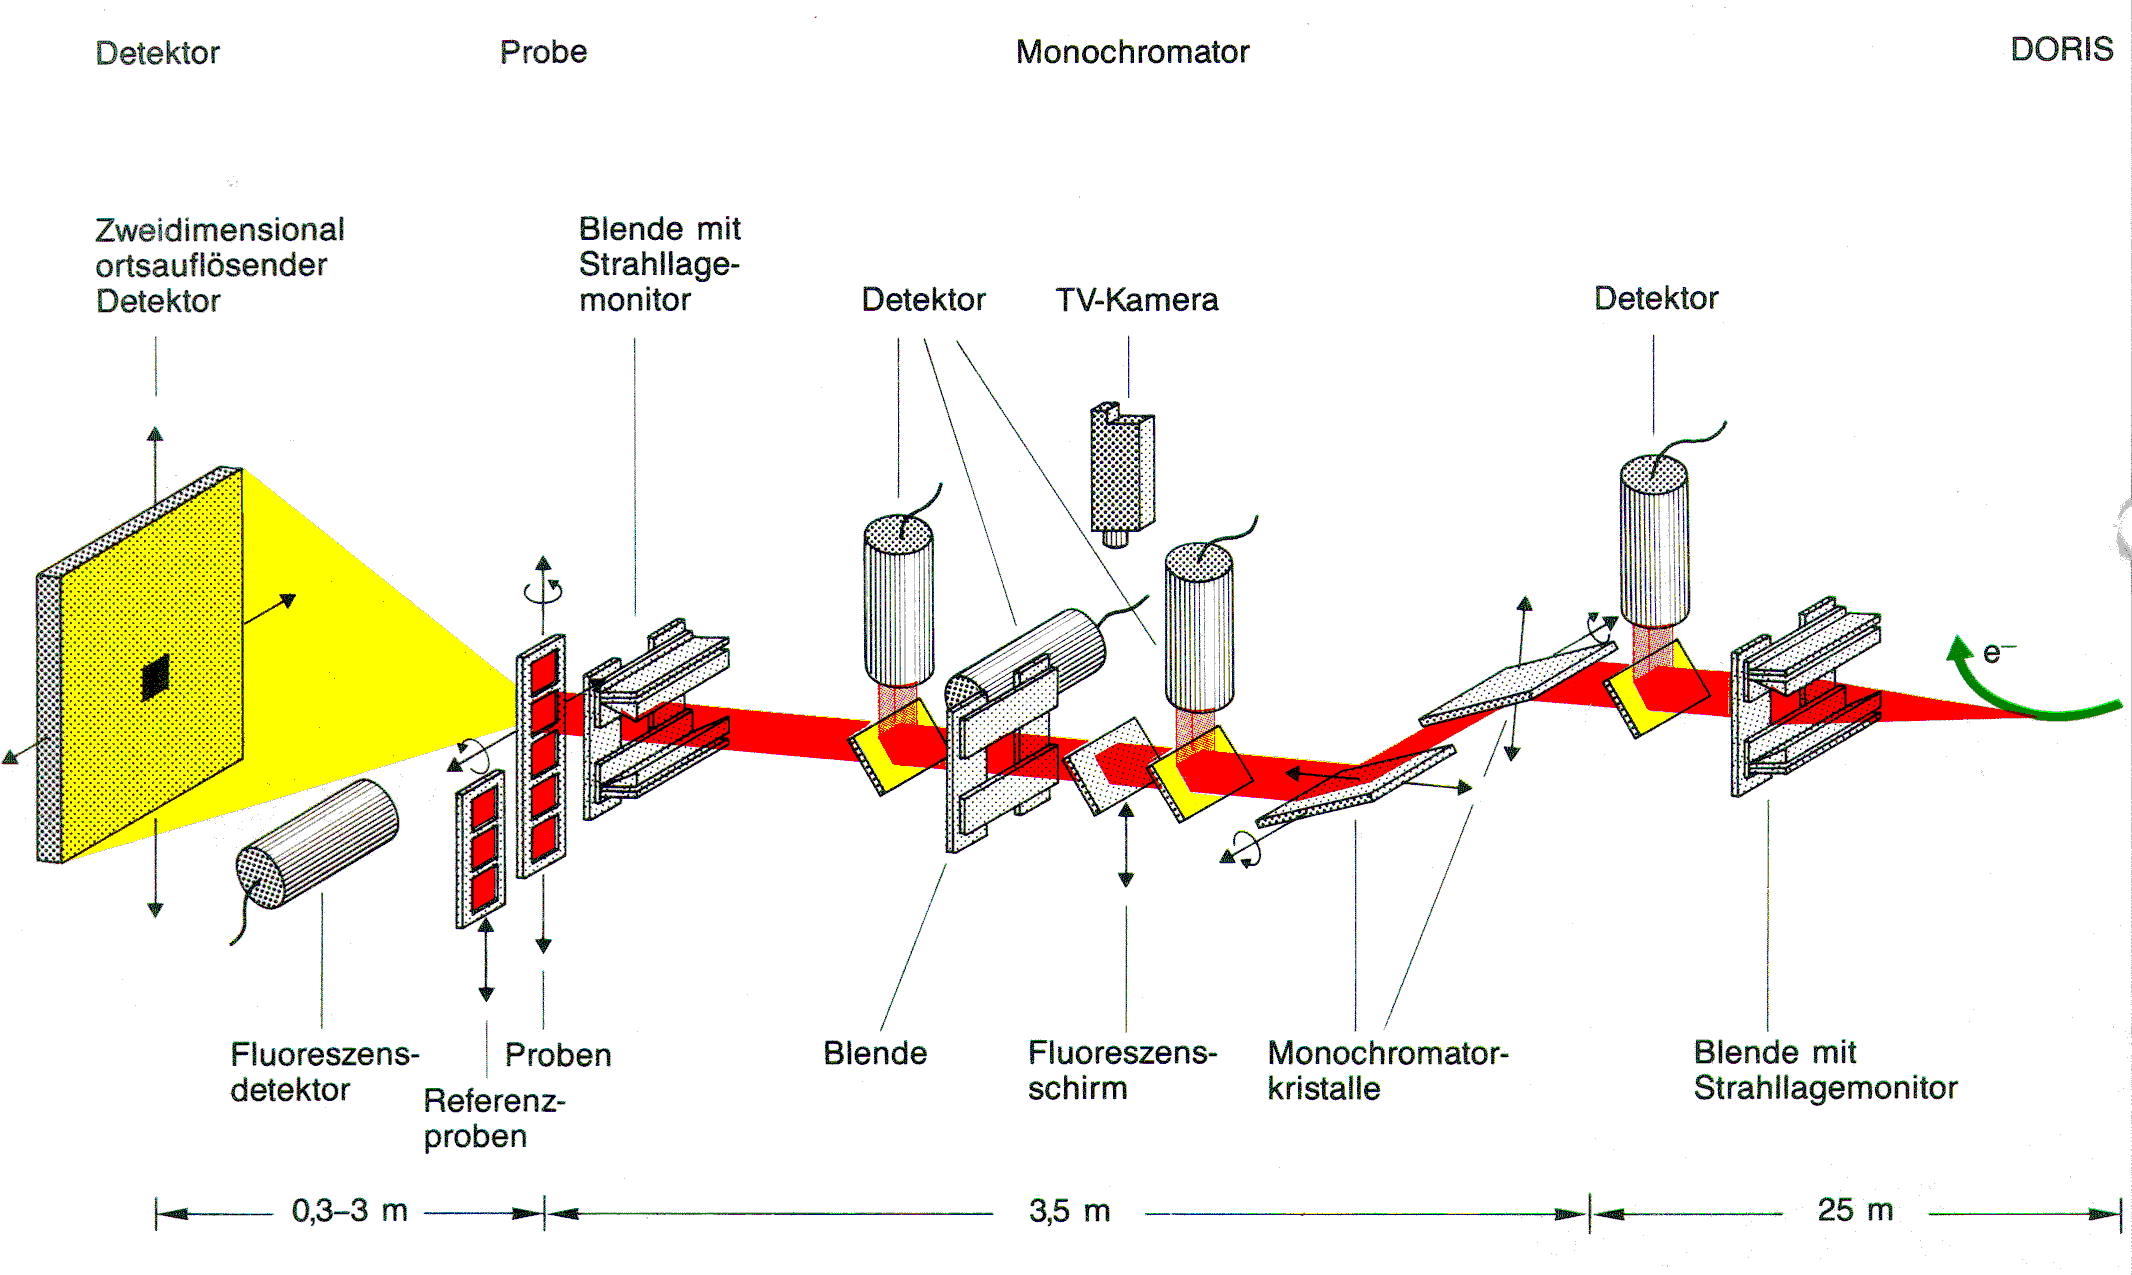 Detektor
Probe
Monochromator
DORIS
Zweidimensional
ortsauflösender
Detektor
Blende mit
Strahllage-
monitor
Detektor
TV-Kamera
Detektor
e⁻
Fluoreszens-
detektor
Referenz-
proben
Proben
Blende
Fluoreszens-
schirm
Monochromator-
kristalle
Blende mit
Strahllagemonitor
0,3–3 m
3,5 m
25 m